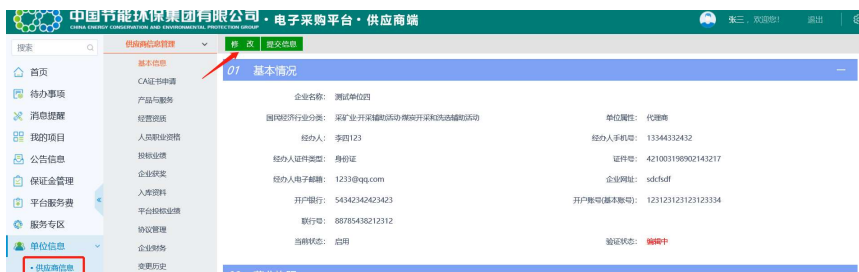 中国节能环保集团有限公司·电子采购平台·供应商端
CHINA ENERGY CONSERVATION AND ENVIRONMENTAL PROTECTION GROUP
张三，欢迎您!
退出
搜索
供应商信息管理
修 改
提交信息
首页
待办事项
消息提醒
我的项目
公告信息
保证金管理
平台服务费
服务专区
单位信息
• 供应商信息
基本信息
CA证书申请
产品与服务
经营资质
人员职业资格
投标业绩
企业获奖
入库资料
平台投标业绩
协议管理
企业财务
变更历史
01 基本情况
企业名称: 测试单位四
国民经济行业分类: 采矿业·开采辅助活动·煤炭开采和洗选辅助活动
单位属性: 代理商
经办人: 李四123
经办人手机号: 13344332432
经办人证件类型: 身份证
证件号: 421003198902143217
经办人电子邮箱: 1233@qq.com
企业网址: sdcfsdf
开户银行: 54342342423423
开户账号(基本账号): 123123123123123334
联行号: 88785438212312
当前状态: 启用
验证状态: 编辑中